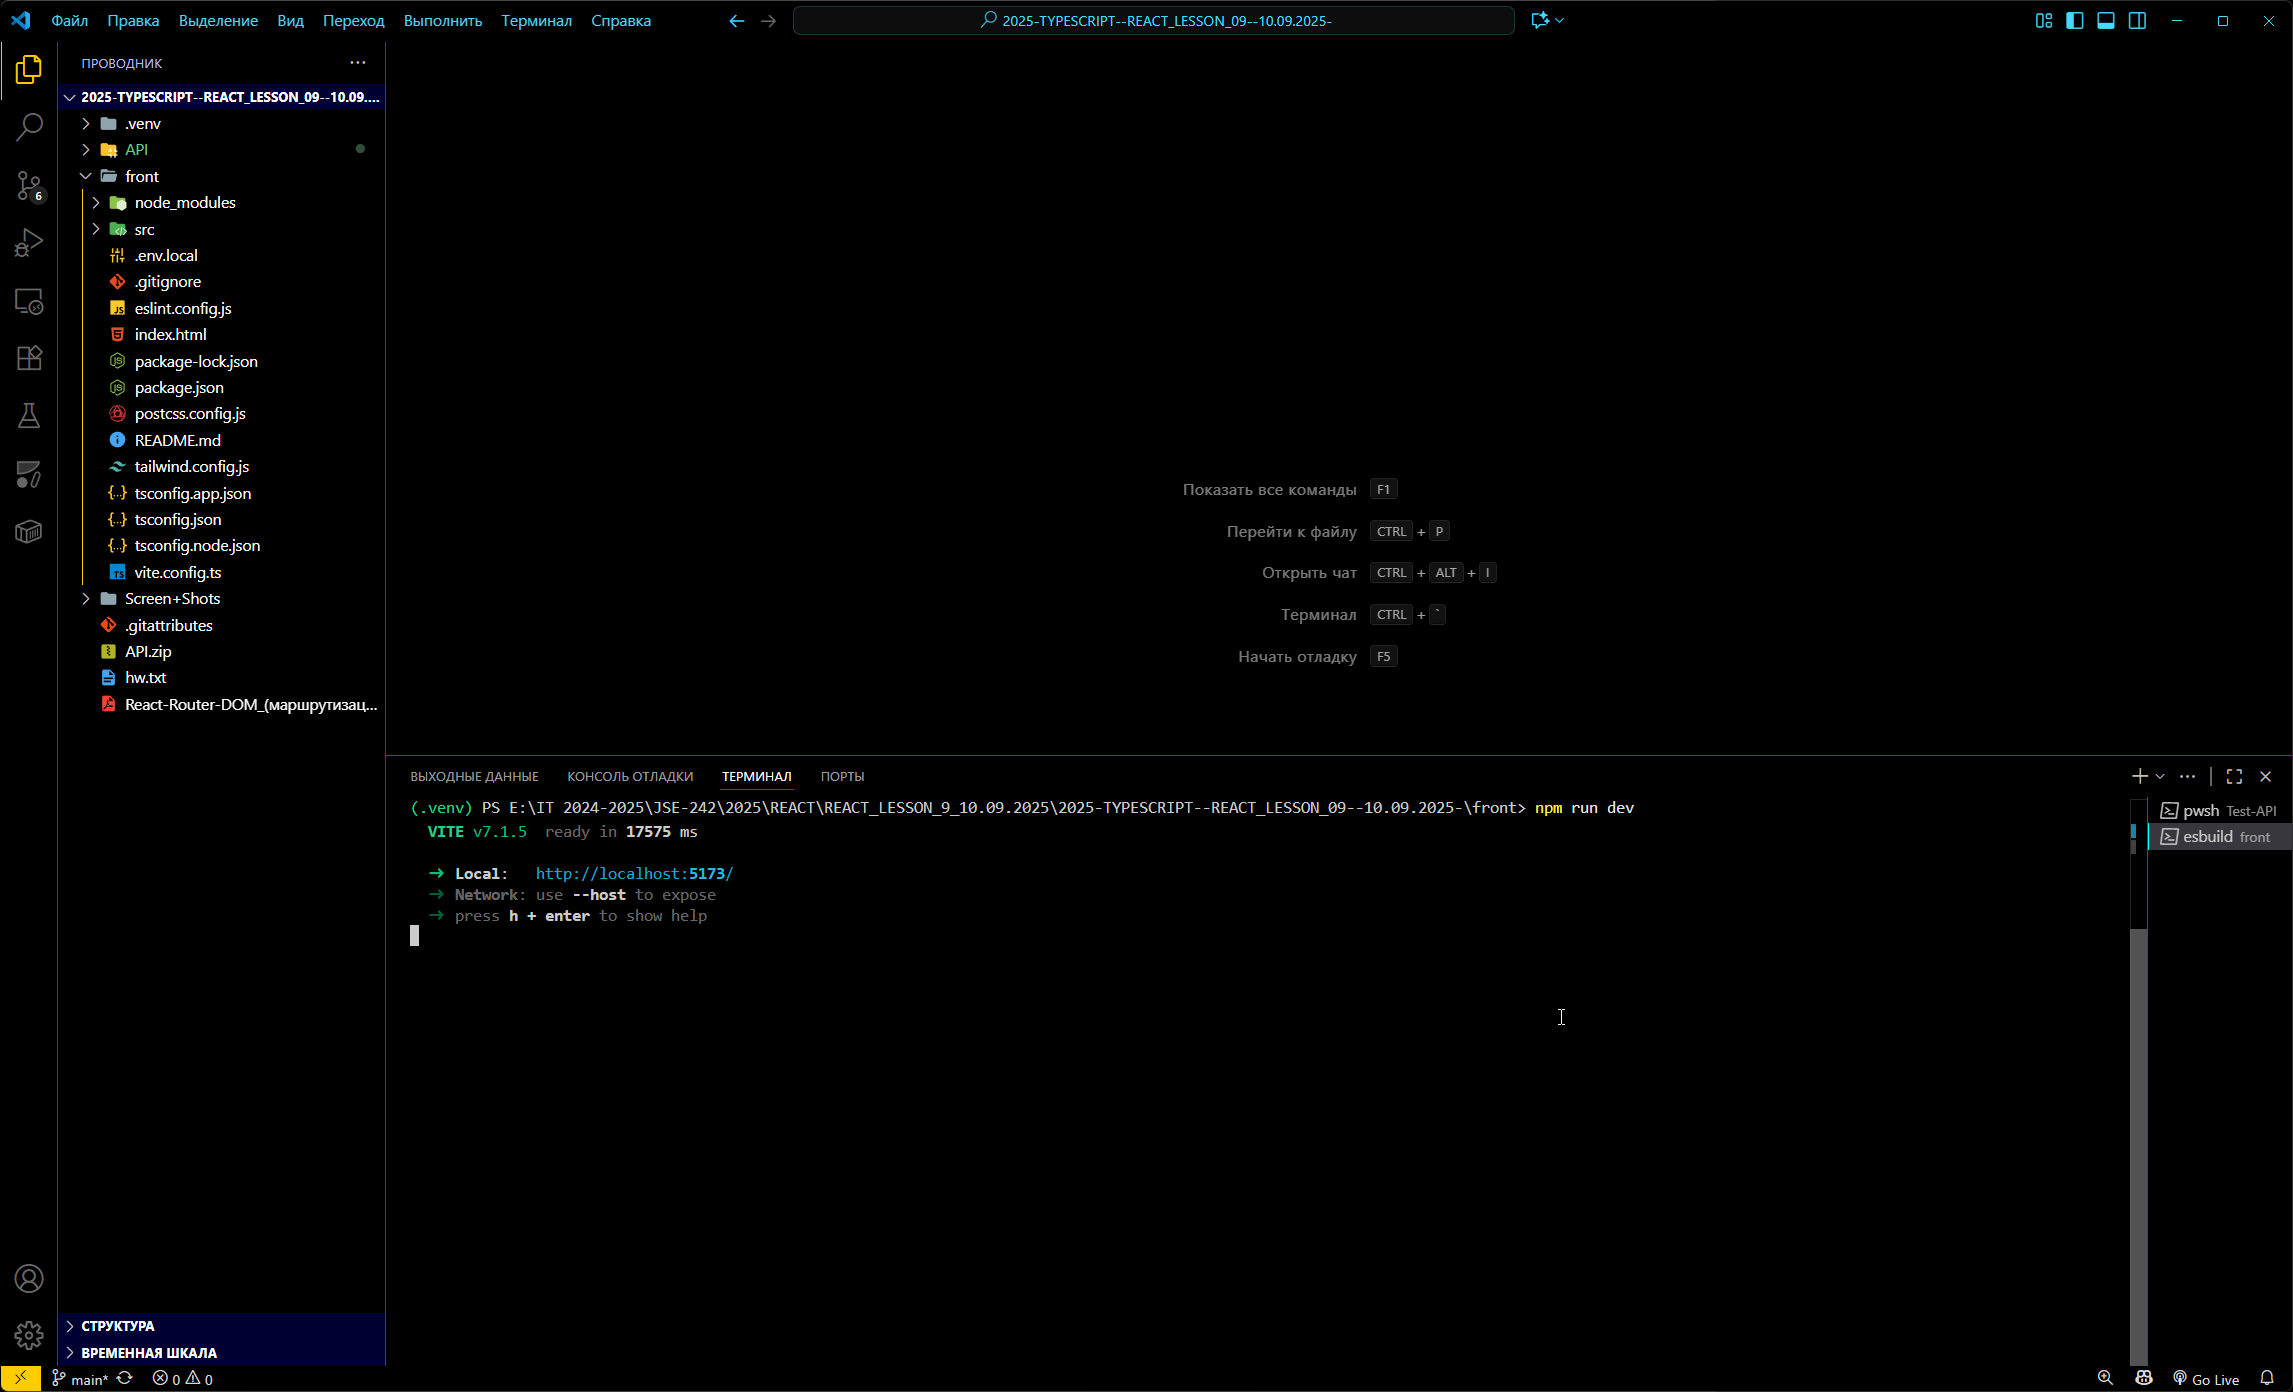 Файл Правка Выделение Вид Переход Выполнить Терминал Справка
2025-TYPESCRIPT--REACT_LESSON_09--10.09.2025-
ПРОВОДНИК
2025-TYPESCRIPT--REACT_LESSON_09--10.09....
.venv
API
front
node_modules
src
.env.local
.gitignore
eslint.config.js
index.html
package-lock.json
package.json
postcss.config.js
README.md
tailwind.config.js
tsconfig.app.json
tsconfig.json
tsconfig.node.json
vite.config.ts
Screen+Shots
.gitattributes
API.zip
hw.txt
React-Router-DOM_(маршрутизац...
6
СТРУКТУРА
ВРЕМЕННАЯ ШКАЛА
Показать все команды F1
Перейти к файлу CTRL + P
Открыть чат CTRL + ALT + I
Терминал CTRL + `
Начать отладку F5
ВЫХОДНЫЕ ДАННЫЕ КОНСОЛЬ ОТЛАДКИ ТЕРМИНАЛ ПОРТЫ
(.venv) PS E:\IT 2024-2025\JSE-242\2025\REACT\REACT_LESSON_9_10.09.2025\2025-TYPESCRIPT--REACT_LESSON_09--10.09.2025-\front> npm run dev
VITE v7.1.5 ready in 17575 ms
➜ Local: http://localhost:5173/
➜ Network: use --host to expose
➜ press h + enter to show help
pwsh Test-API
esbuild front
main* 0 0
Go Live